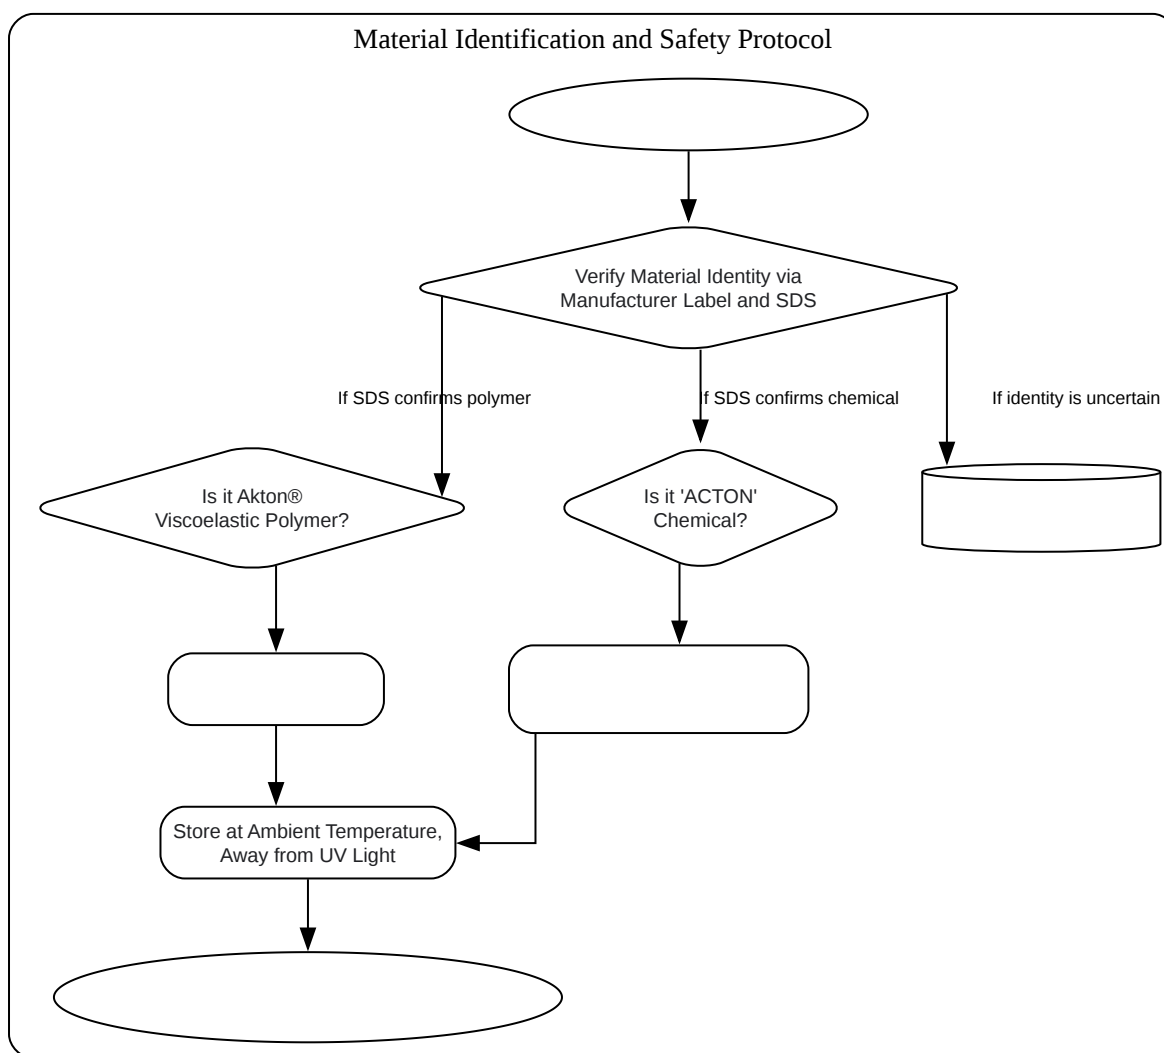 Material Identification and Safety Protocol
Verify Material Identity via
Manufacturer Label and SDS
If SDS confirms polymer
If SDS confirms chemical
If identity is uncertain
Is it Akton®
Viscoelastic Polymer?
Is it 'ACTON'
Chemical?
Store at Ambient Temperature,
Away from UV Light